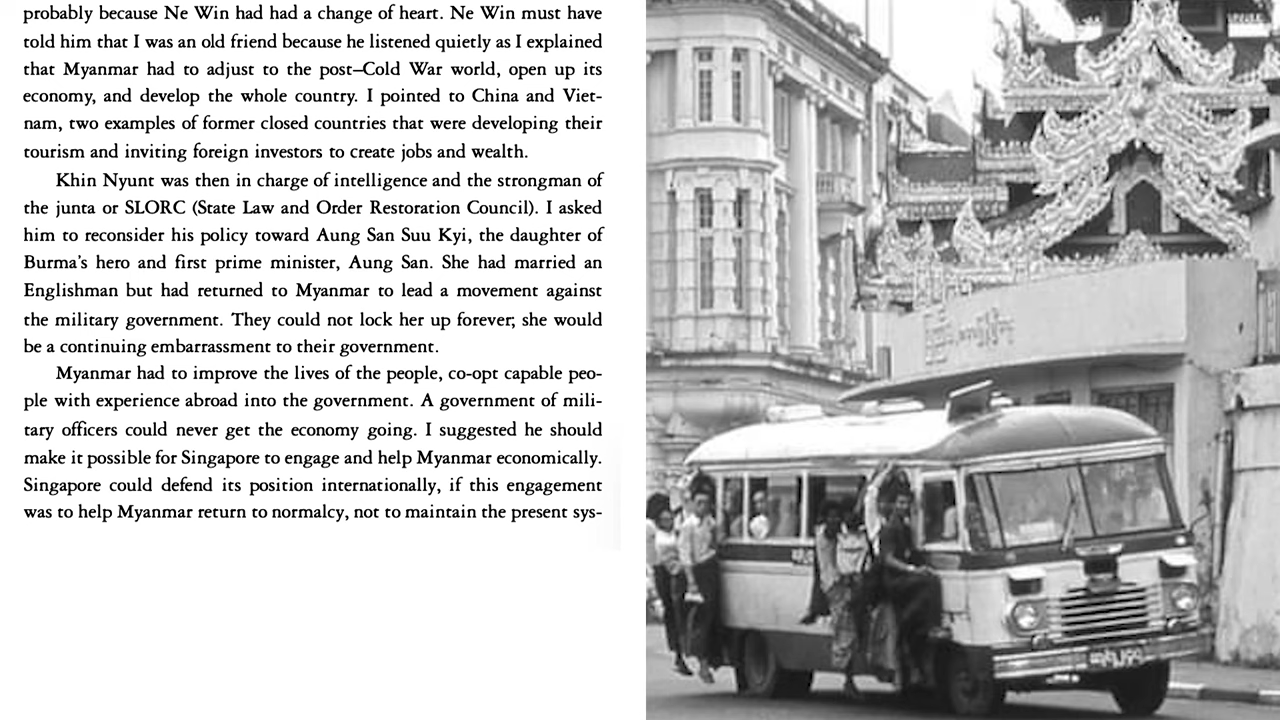 probably because Ne Win had had a change of heart. Ne Win must have
told him that I was an old friend because he listened quietly as I explained
that Myanmar had to adjust to the post–Cold War world, open up its
economy, and develop the whole country. I pointed to China and Viet-
nam, two examples of former closed countries that were developing their
tourism and inviting foreign investors to create jobs and wealth.
Khin Nyunt was then in charge of intelligence and the strongman of
the junta or SLORC (State Law and Order Restoration Council). I asked
him to reconsider his policy toward Aung San Suu Kyi, the daughter of
Burma’s hero and first prime minister, Aung San. She had married an
Englishman but had returned to Myanmar to lead a movement against
the military government. They could not lock her up forever; she would
be a continuing embarrassment to their government.
Myanmar had to improve the lives of the people, co-opt capable peo-
ple with experience abroad into the government. A government of mili-
tary officers could never get the economy going. I suggested he should
make it possible for Singapore to engage and help Myanmar economically.
Singapore could defend its position internationally, if this engagement
was to help Myanmar return to normalcy, not to maintain the present sys-